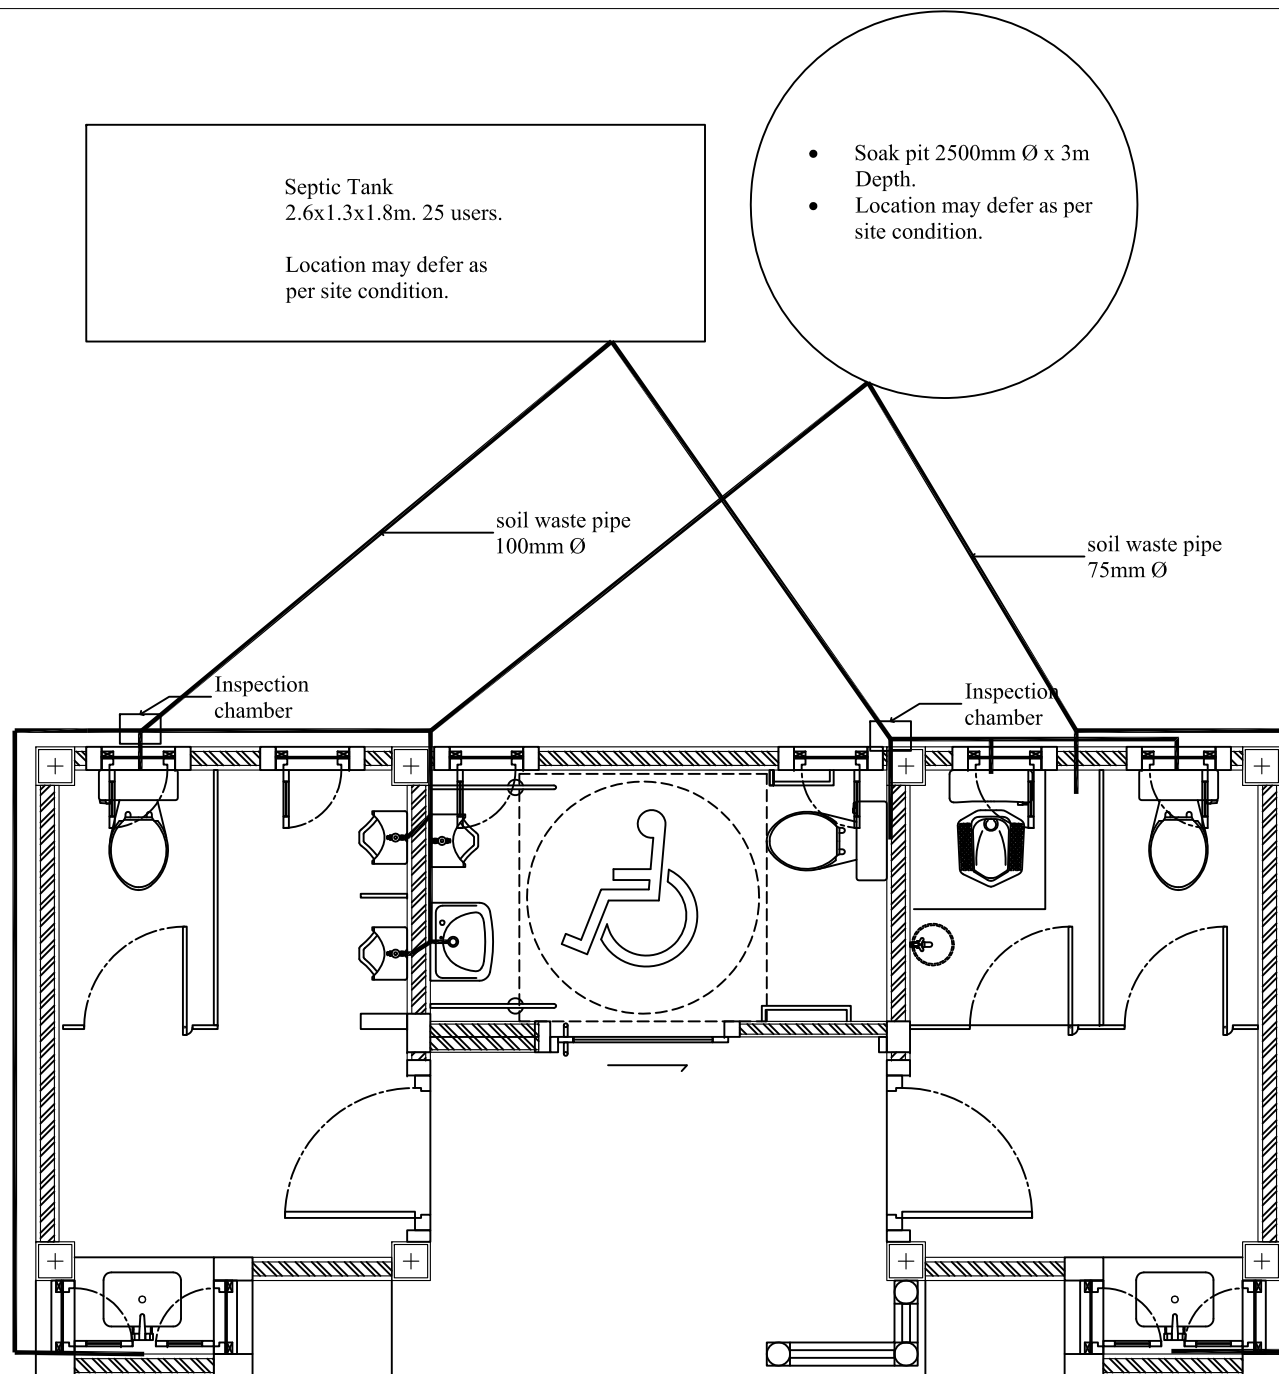 Septic Tank
2.6x1.3x1.8m. 25 users.
Location may defer as
per site condition.
• Soak pit 2500mm Ø x 3m
Depth.
• Location may defer as per
site condition.
soil waste pipe
100mm Ø
soil waste pipe
75mm Ø
Inspection
chamber
Inspection
chamber